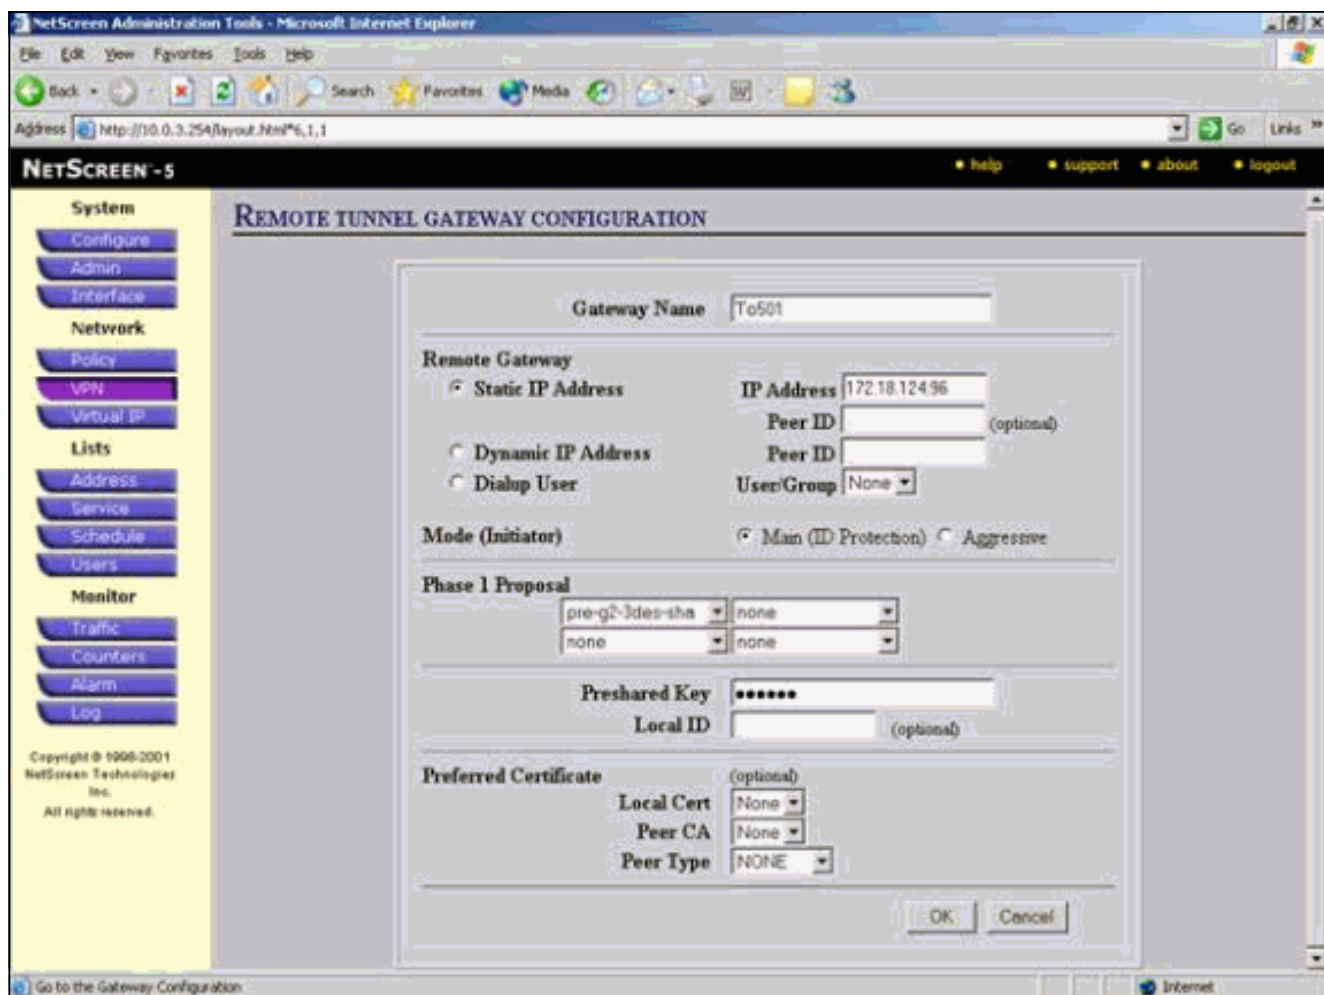 NetScreen Administration Tools - Microsoft Internet Explorer
File Edit View Favorites Tools Help
Back Search Favorites Media
Address http://10.0.3.254/layout.html*6,1,1 Go Links »
NETSCREEN-5 help support about logout
System
Configure
Admin
Interface
Network
Policy
VPN
Virtual IP
Lists
Address
Service
Schedule
Users
Monitor
Traffic
Counters
Alarm
Log
Copyright © 1998-2001
NetScreen Technologies
Inc.
All rights reserved.
REMOTE TUNNEL GATEWAY CONFIGURATION
Gateway Name To501
Remote Gateway
Static IP Address IP Address 172.18.124.96
Peer ID (optional)
Dynamic IP Address Peer ID
Dialup User User/Group None
Mode (Initiator) Main (ID Protection) Aggressive
Phase 1 Proposal
pre-g2-3des-sha none
none none
Preshared Key ••••••
Local ID (optional)
Preferred Certificate (optional)
Local Cert None
Peer CA None
Peer Type NONE
OK Cancel
Go to the Gateway Configuration Internet